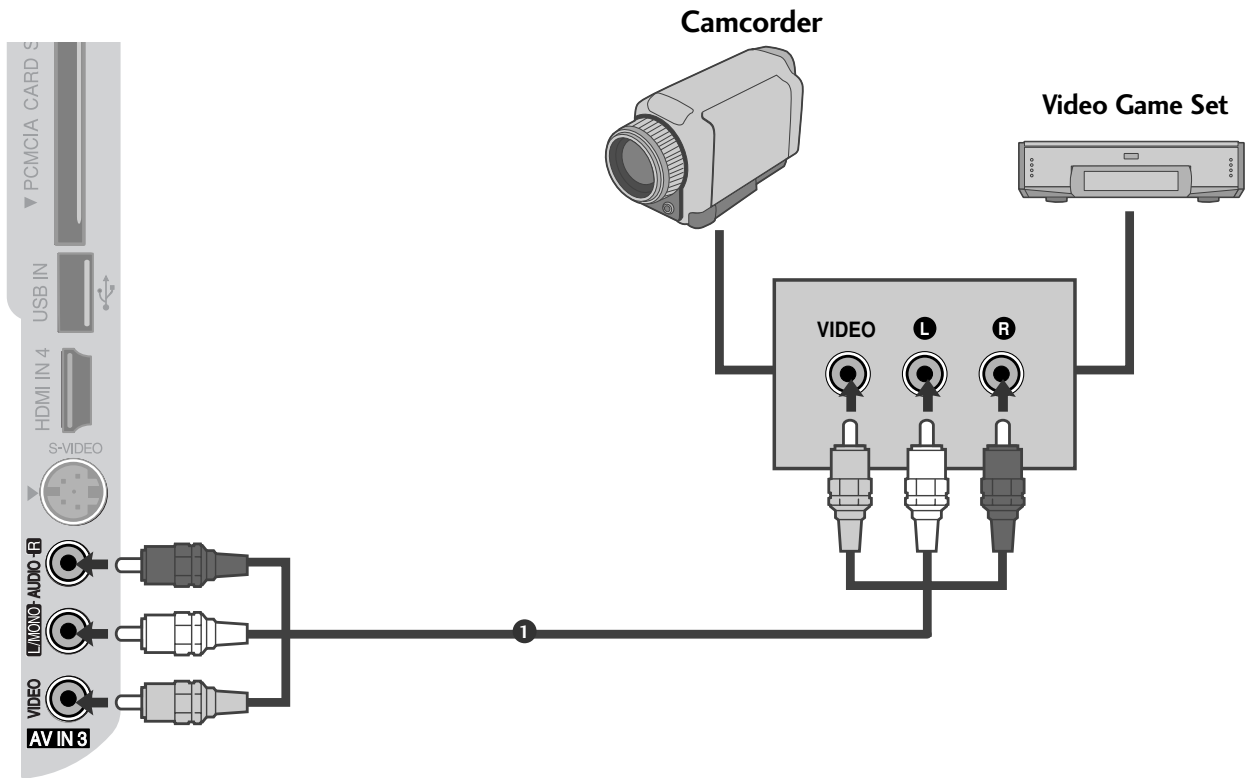 Camcorder
Video Game Set
▼ PCMCIA CARD S
USB IN
HDMI IN 4
S-VIDEO
R
AUDIO
L/MONO
VIDEO
AV IN 3
VIDEO L R
1